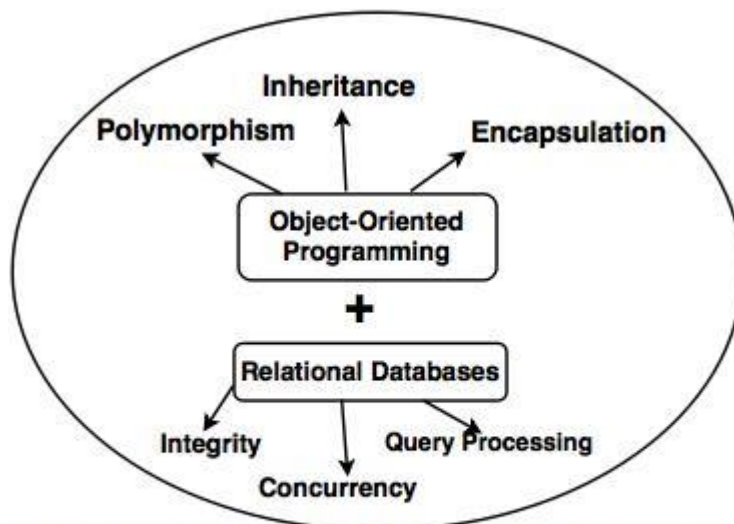 Inheritance
Polymorphism
Encapsulation
Object-Oriented
Programming
+
Relational Databases
Integrity
Query Processing
Concurrency